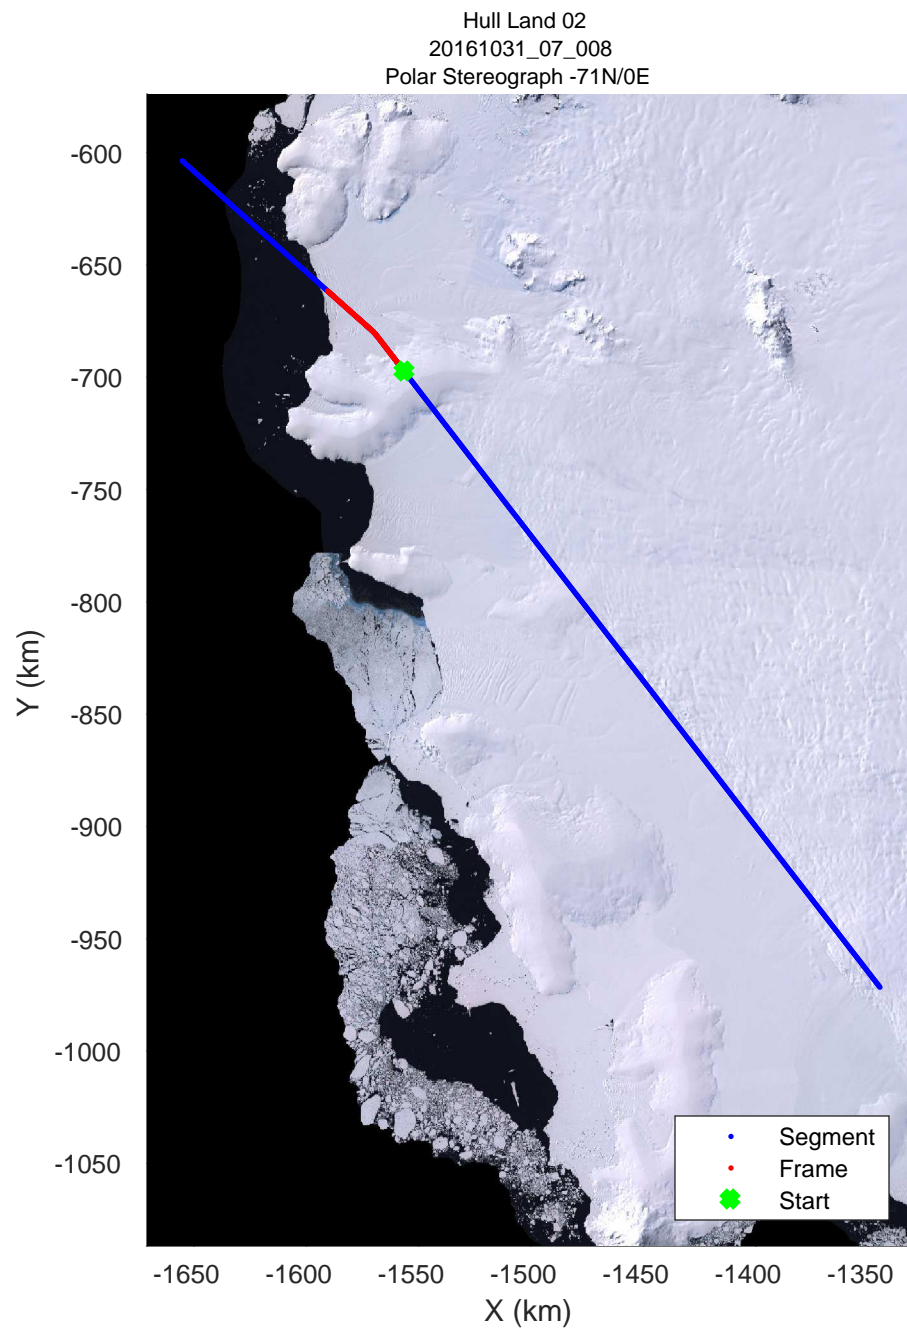 Hull Land 02
20161031_07_008
Polar Stereograph -71N/0E
-600
-650
-700
-750
-800
-850
-900
-950
-1000
-1050
Y (km)
Segment
Frame
Start
-1650 -1600 -1550 -1500 -1450 -1400 -1350
X (km)